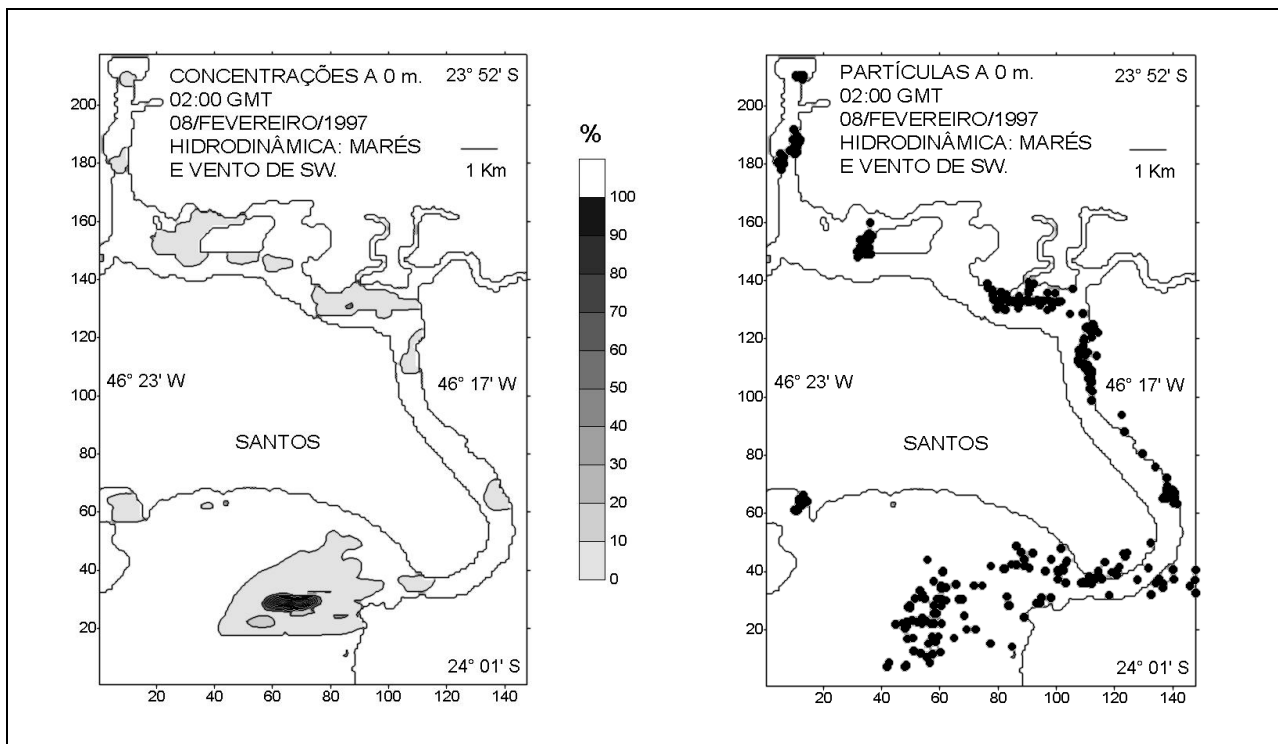 CONCENTRAÇÕES A 0 m.
23° 52' S
02:00 GMT
08/FEVEREIRO/1997
HIDRODINÂMICA: MARÉS
E VENTO DE SW.
1 Km
46° 23' W
46° 17' W
SANTOS
24° 01' S
200
180
160
140
120
100
80
60
40
20
20
40
60
80
100
120
140
%
100
90
80
70
60
50
40
30
20
10
0
PARTÍCULAS A 0 m.
23° 52' S
02:00 GMT
08/FEVEREIRO/1997
HIDRODINÂMICA: MARÉS
E VENTO DE SW.
1 Km
46° 23' W
46° 17' W
SANTOS
24° 01' S
200
180
160
140
120
100
80
60
40
20
20
40
60
80
100
120
140